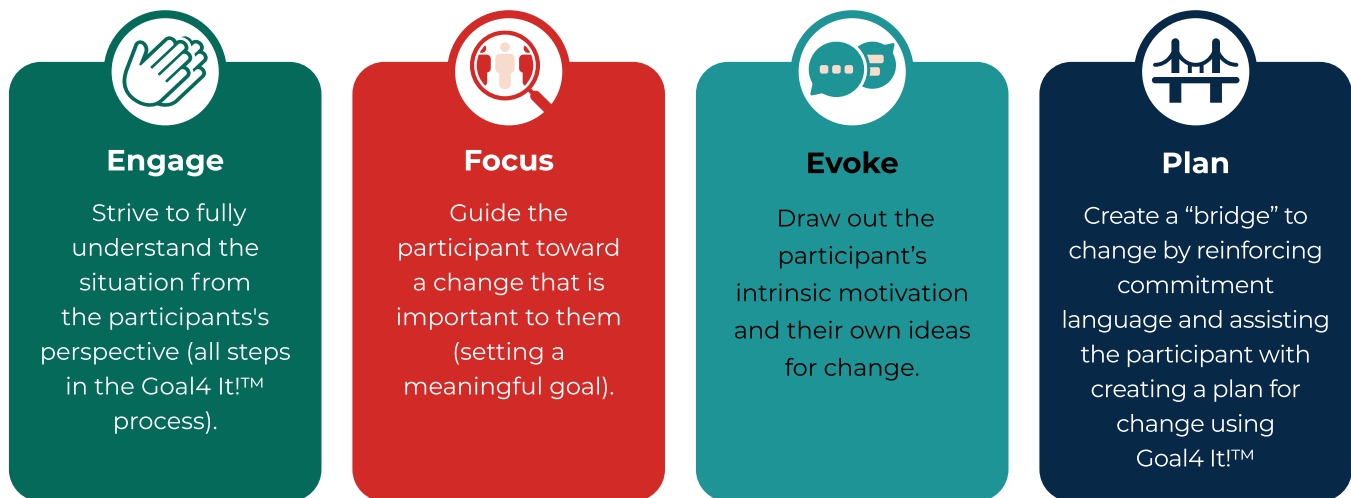 Engage
Strive to fully
understand the
situation from
the participants's
perspective (all steps
in the Goal4 It!™
process).
Focus
Guide the
participant toward
a change that is
important to them
(setting a
meaningful goal).
Evoke
Draw out the
participant’s
intrinsic motivation
and their own ideas
for change.
Plan
Create a “bridge” to
change by reinforcing
commitment
language and assisting
the participant with
creating a plan for
change using
Goal4 It!™